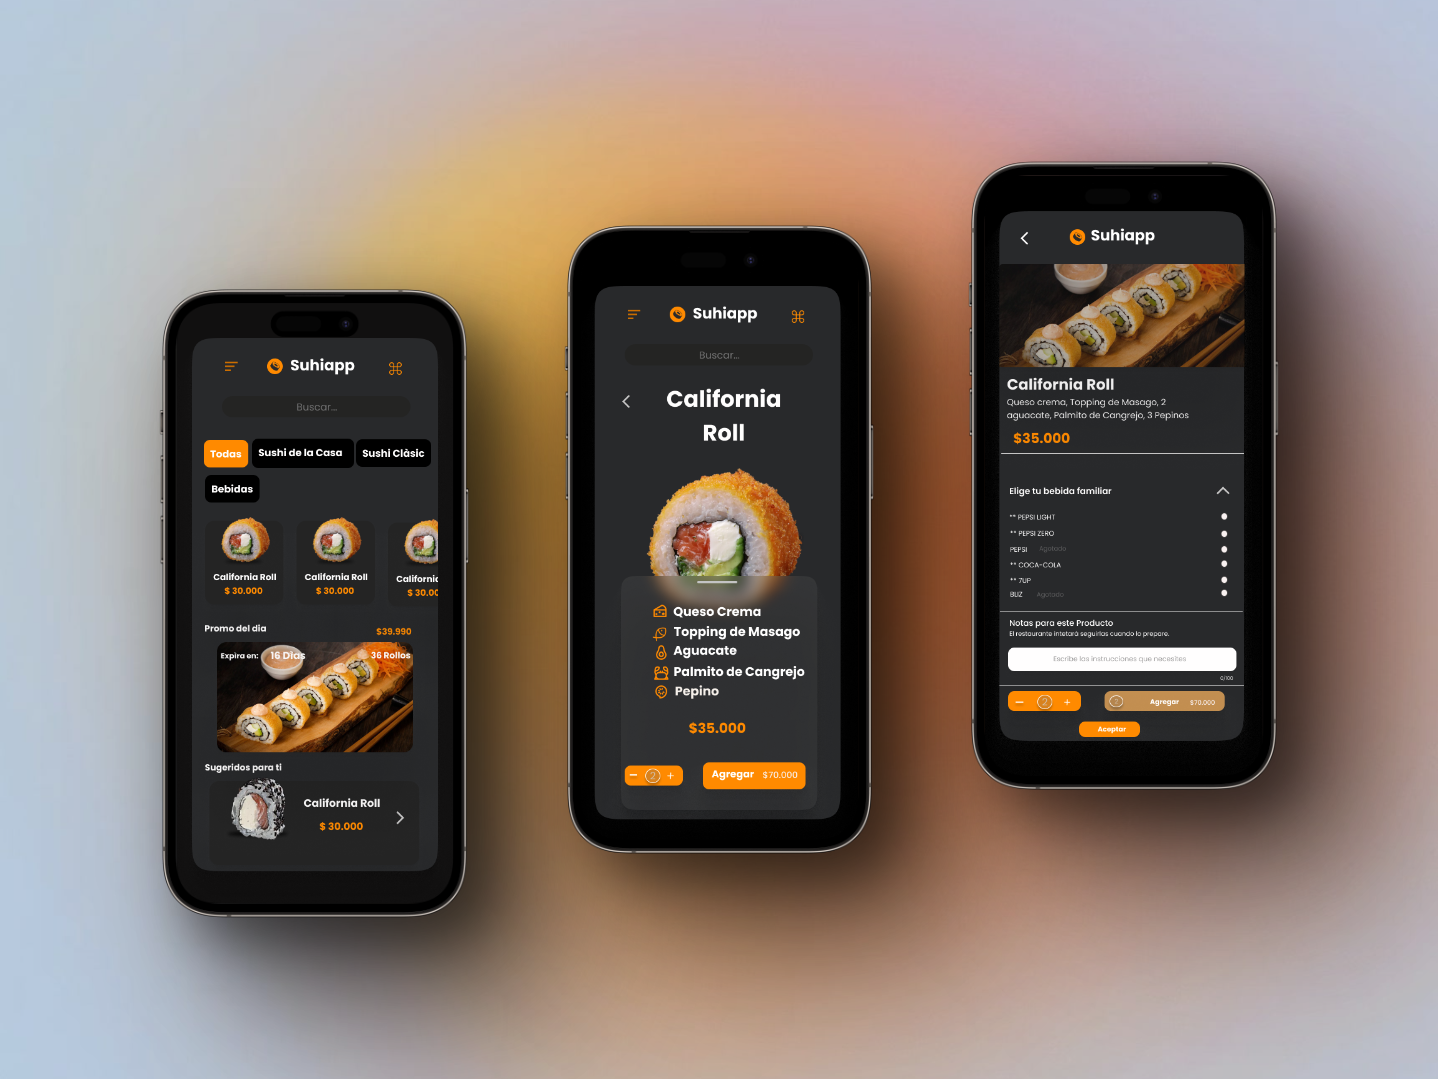 Suhiapp
Buscar...
Todas
Sushi de la Casa
Sushi Clàsic
Bebidas
California Roll
$ 30.000
California Roll
$ 30.000
California
$ 30.00
Promo del dia
$39.990
Expira en:
16 Dias
36 Rollos
Sugeridos para ti
California Roll
$ 30.000
Suhiapp
Buscar...
California
Roll
Queso Crema
Topping de Masago
Aguacate
Palmito de Cangrejo
Pepino
$35.000
− 2 +
Agregar $70.000
Suhiapp
California Roll
Queso crema, Topping de Masago, 2
aguacate, Palmito de Cangrejo, 3 Pepinos
$35.000
Elige tu bebida familiar
** PEPSI LIGHT
** PEPSI ZERO
PEPSI Agotado
** COCA-COLA
** 7UP
BUZ Agotado
Notas para este Producto
El restaurante intetará seguirlas cuando lo prepare.
Escribe las instrucciones que necesites
0/100
− 2 +
Agregar $70.000
Aceptar